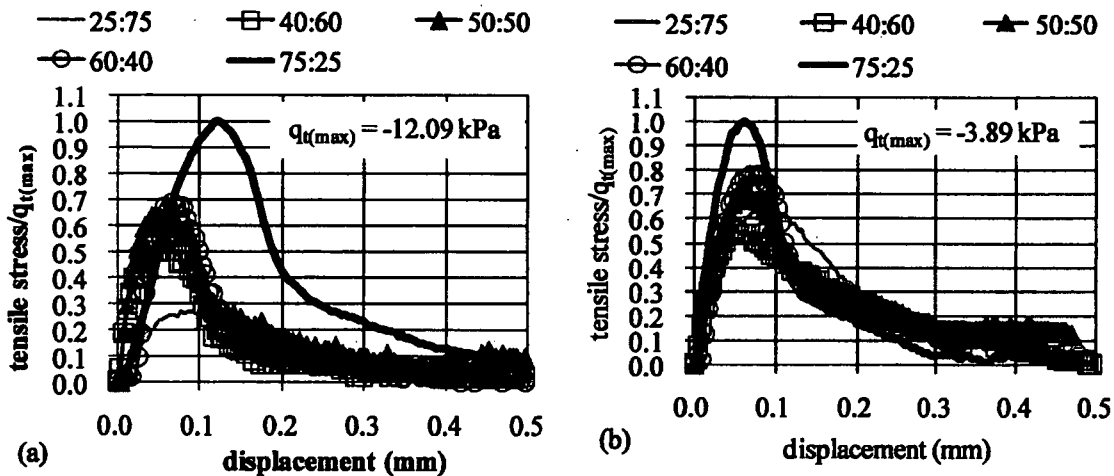 25:75 40:60 50:50
60:40 75:25
1.1
1.0
0.9
0.8
0.7
0.6
0.5
0.4
0.3
0.2
0.1
0.0
tensile stress/qt(max)
qt(max) = -12.09 kPa
0.0 0.1 0.2 0.3 0.4 0.5
(a) displacement (mm)
25:75 40:60 50:50
60:40 75:25
1.1
1.0
0.9
0.8
0.7
0.6
0.5
0.4
0.3
0.2
0.1
0.0
tensile stress/qt(max)
qt(max) = -3.89 kPa
0.0 0.1 0.2 0.3 0.4 0.5
(b) displacement (mm)